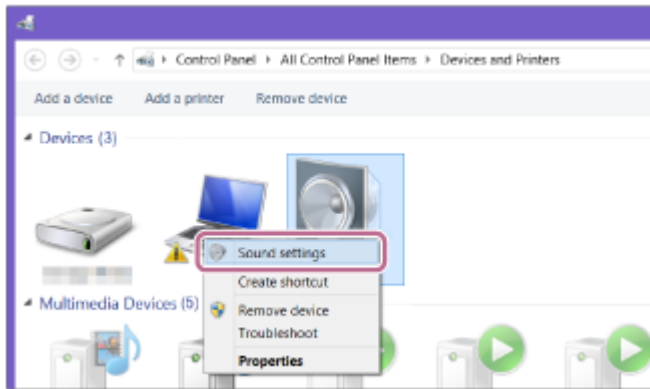 Control Panel All Control Panel Items Devices and Printers
Add a device Add a printer Remove device
Devices (3)
Sound settings
Create shortcut
Multimedia Devices (5)
Remove device
Troubleshoot
Properties